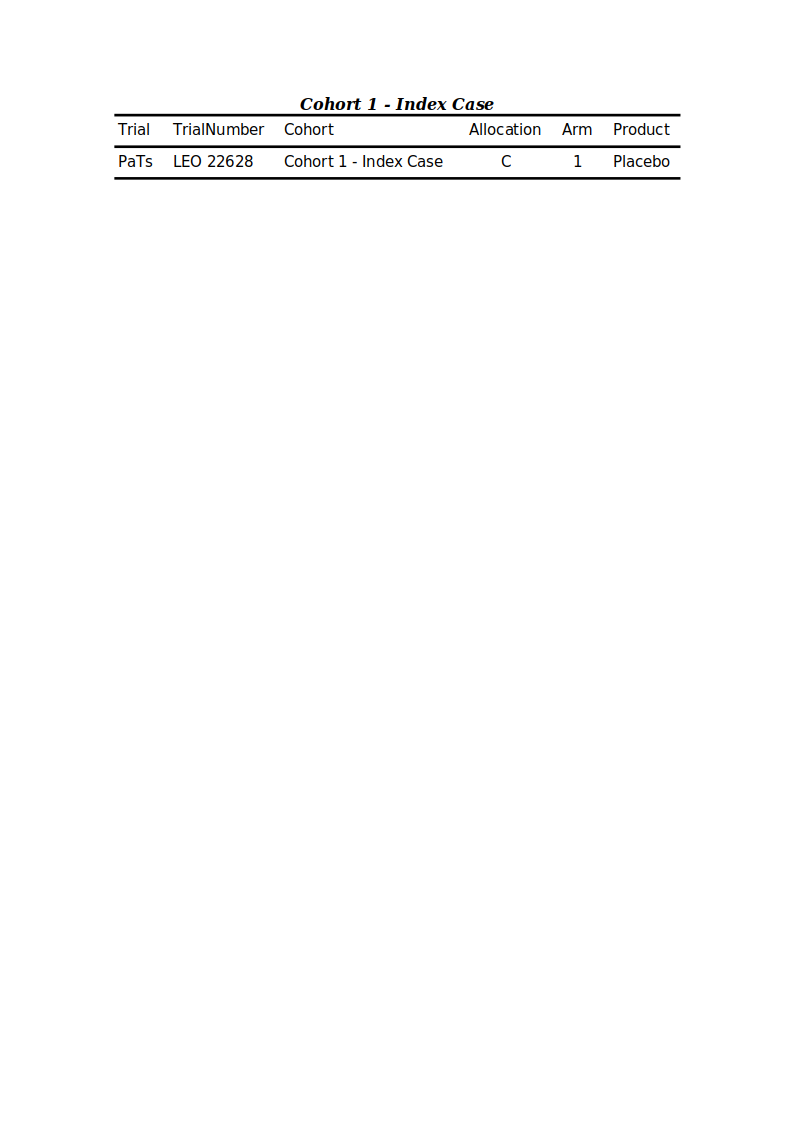 Cohort 1 - Index Case
Trial TrialNumber Cohort Allocation Arm Product
PaTs LEO 22628 Cohort 1 - Index Case C 1 Placebo